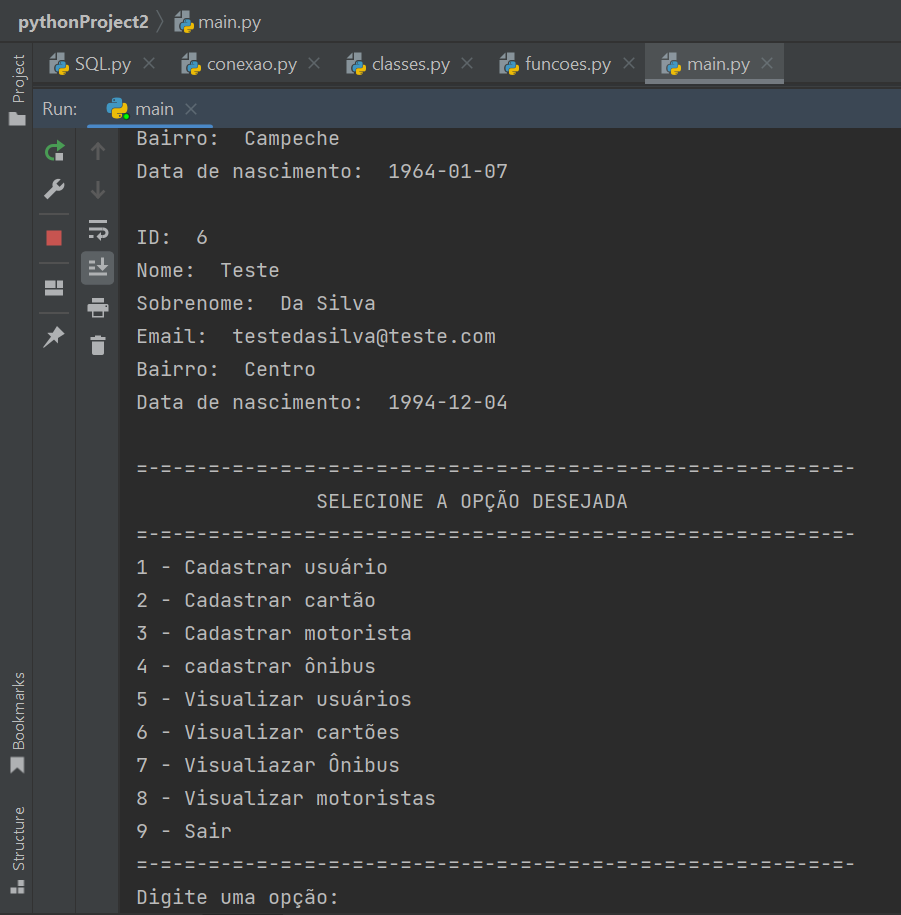 pythonProject2 main.py
SQL.py conexao.py classes.py funcoes.py main.py
Project
Run: main
Bairro:  Campeche
Data de nascimento:  1964-01-07
ID:  6
Nome:  Teste
Sobrenome:  Da Silva
Email:  testedasilva@teste.com
Bairro:  Centro
Data de nascimento:  1994-12-04
=-=-=-=-=-=-=-=-=-=-=-=-=-=-=-=-=-=-=-=-=-=-=-=-=-=-=-=-=-=-
SELECIONE A OPÇÃO DESEJADA
=-=-=-=-=-=-=-=-=-=-=-=-=-=-=-=-=-=-=-=-=-=-=-=-=-=-=-=-=-=-
1 - Cadastrar usuário
2 - Cadastrar cartão
3 - Cadastrar motorista
4 - cadastrar ônibus
5 - Visualizar usuários
6 - Visualizar cartões
7 - Visualiazar Ônibus
8 - Visualizar motoristas
9 - Sair
=-=-=-=-=-=-=-=-=-=-=-=-=-=-=-=-=-=-=-=-=-=-=-=-=-=-=-=-=-=-
Digite uma opção:
Bookmarks
Structure